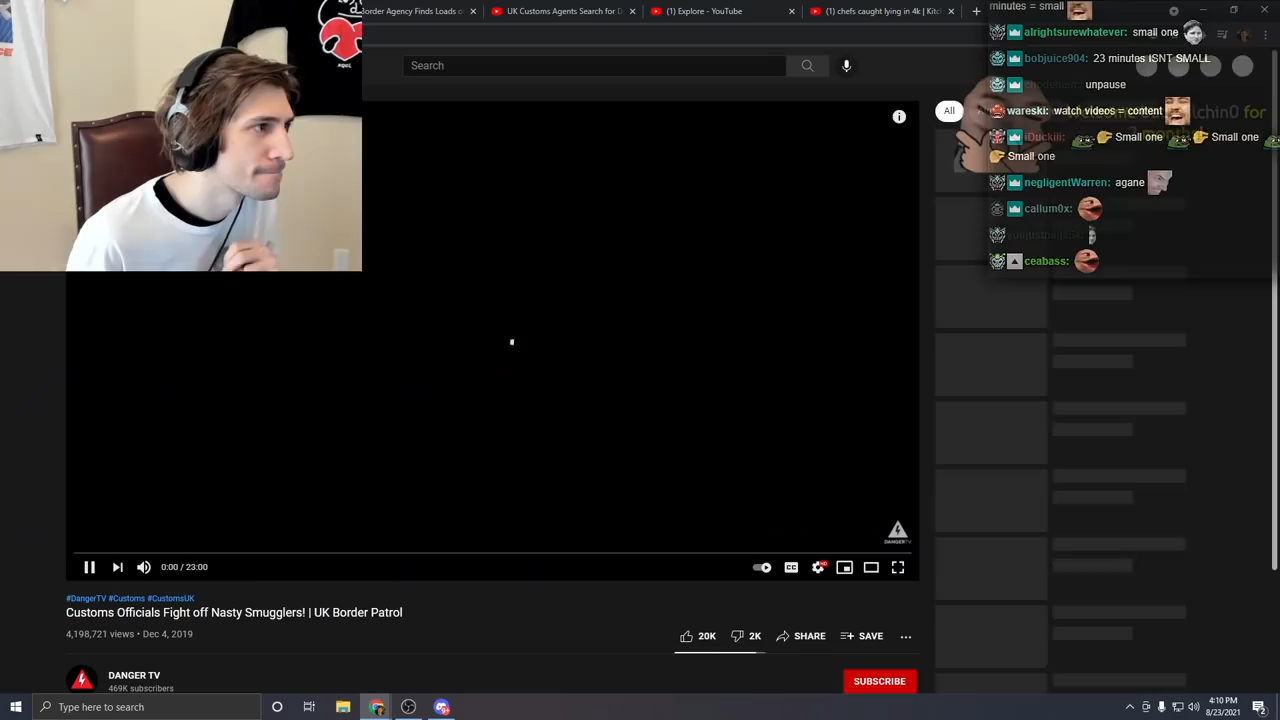 order Agency Finds Loads o
UK Customs Agents Search for D
(1) Explore - YouTube
(1) chefs caught lying in 4k | Kitc
minutes = small
alrightsurewhatever: small one
bobjuice904: 23 minutes ISNT SMALL
unpause
wareski: watch videos = content
iDuckiii: Small one Small one
Small one
negligentWarren: agane
callum0x:
ceabass:
Search
All
DANGERTV
0:00 / 23:00
#DangerTV #Customs #CustomsUK
Customs Officials Fight off Nasty Smugglers! | UK Border Patrol
4,198,721 views • Dec 4, 2019
20K
2K
SHARE
SAVE
DANGER TV
469K subscribers
SUBSCRIBE
Type here to search
4:10 PM
8/23/2021